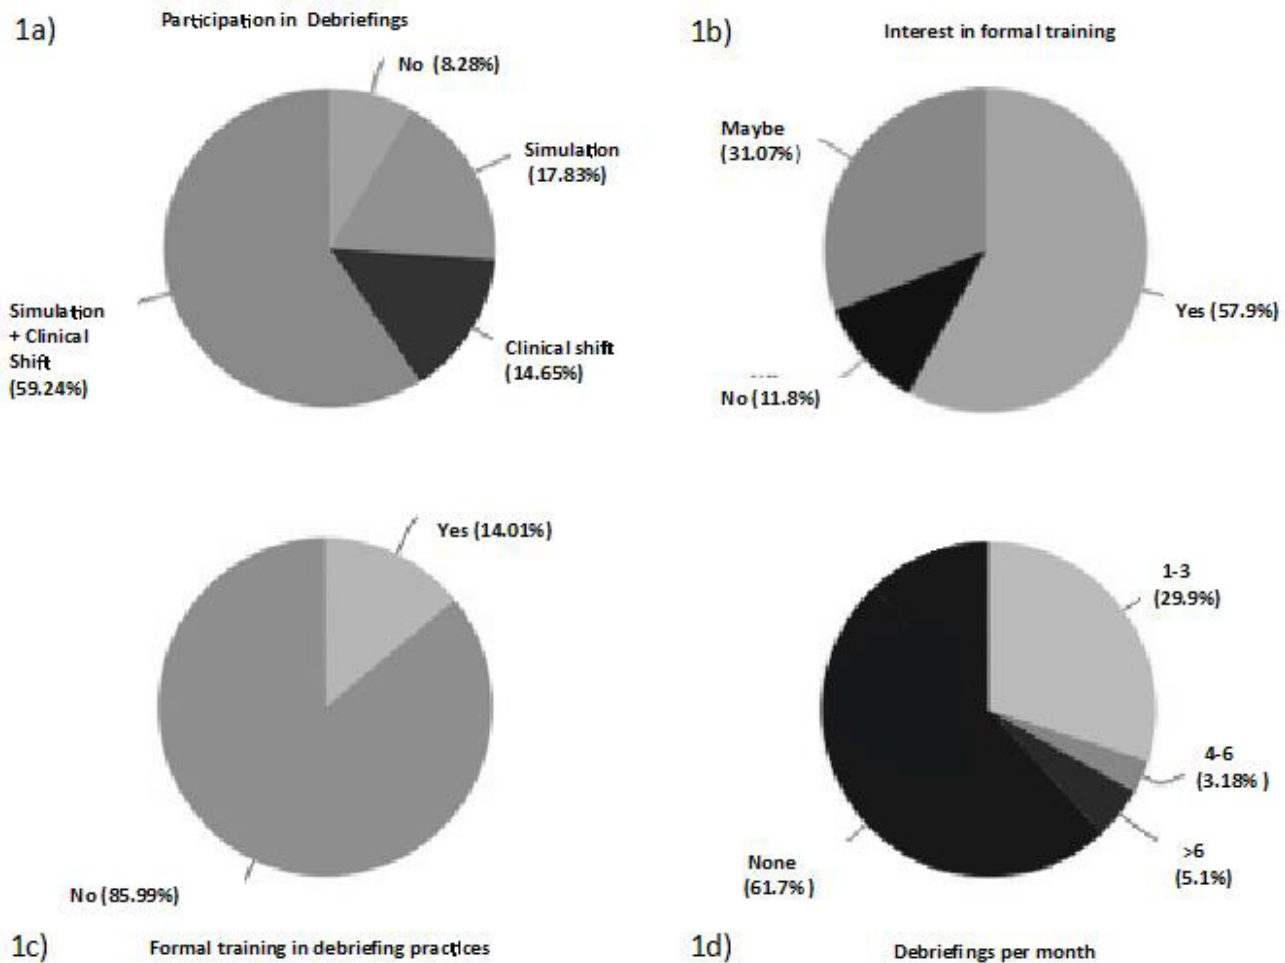 1a)
Participation in Debriefings
No (8.28%)
Simulation
(17.83%)
Clinical shift
(14.65%)
Simulation
+ Clinical
Shift
(59.24%)
1b)
Interest in formal training
Maybe
(31.07%)
Yes (57.9%)
No (11.8%)
Yes (14.01%)
No (85.99%)
1c)
Formal training in debriefing practices
1-3
(29.9%)
4-6
(3.18% )
>6
(5.1%)
None
(61.7% )
1d)
Debriefings per month